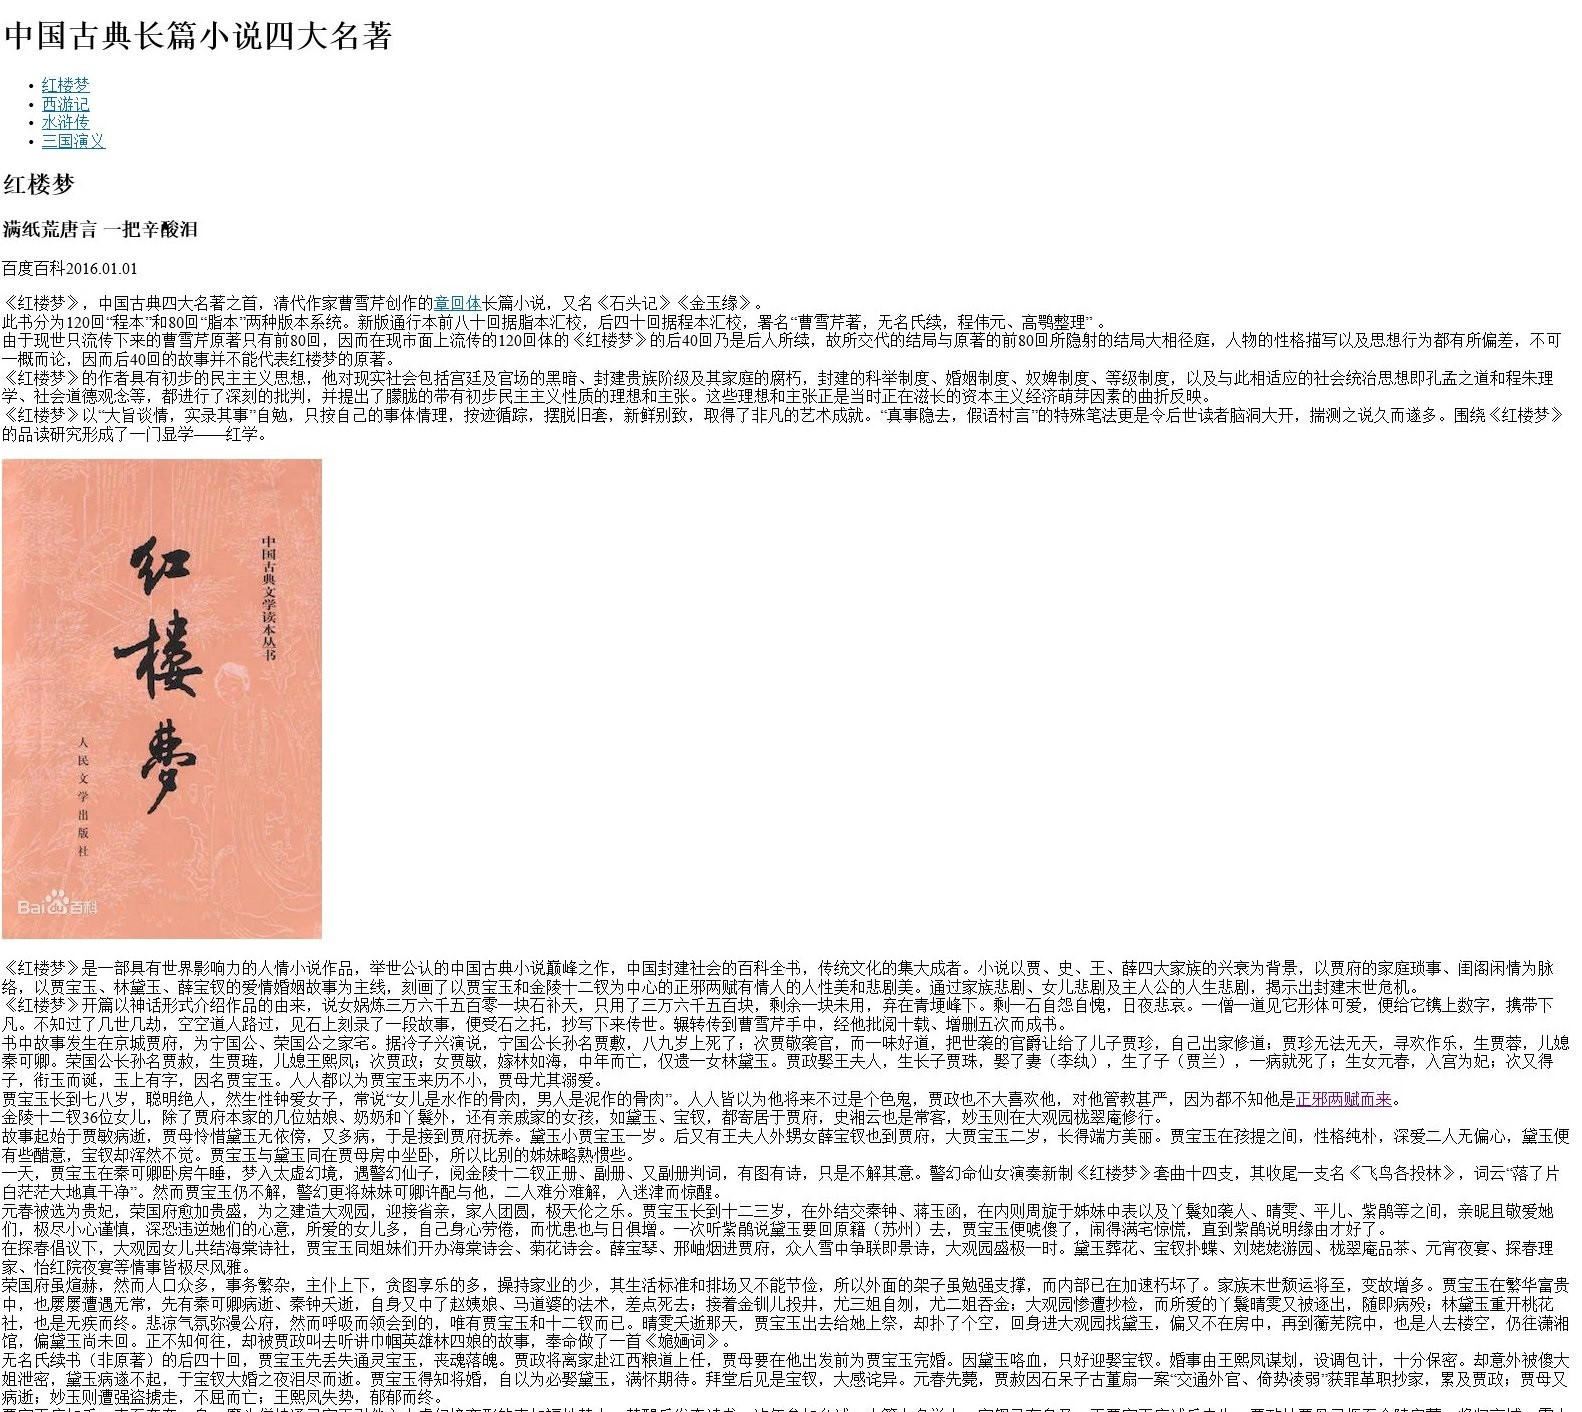 中国古典长篇小说四大名著
红楼梦
西游记
水浒传
三国演义
红楼梦
满纸荒唐言 一把辛酸泪
百度百科2016.01.01
《红楼梦》，中国古典四大名著之首，清代作家曹雪芹创作的章回体长篇小说，又名《石头记》《金玉缘》。
此书分为120回“程本”和80回“脂本”两种版本系统。新版通行本前八十回据脂本汇校，后四十回据程本汇校，署名“曹雪芹著，无名氏续，程伟元、高鹗整理” 。
由于现世只流传下来的曹雪芹原著只有前80回，因而在现市面上流传的120回体的《红楼梦》的后40回乃是后人所续，故所交代的结局与原著的前80回所隐射的结局大相径庭，人物的性格描写以及思想行为都有所偏差，不可
一概而论，因而后40回的故事并不能代表红楼梦的原著。
《红楼梦》的作者具有初步的民主主义思想，他对现实社会包括宫廷及官场的黑暗、封建贵族阶级及其家庭的腐朽，封建的科举制度、婚姻制度、奴婢制度、等级制度，以及与此相适应的社会统治思想即孔孟之道和程朱理
学、社会道德观念等，都进行了深刻的批判，并提出了朦胧的带有初步民主主义性质的理想和主张。这些理想和主张正是当时正在滋长的资本主义经济萌芽因素的曲折反映。
《红楼梦》以“大旨谈情，实录其事”自勉，只按自己的事体情理，按迹循踪，摆脱旧套，新鲜别致，取得了非凡的艺术成就。“真事隐去，假语村言”的特殊笔法更是令后世读者脑洞大开，揣测之说久而遂多。围绕《红楼梦》
的品读研究形成了一门显学——红学。
中国古典文学读本丛书
红楼梦
人民文学出版社
Bai du 百科
《红楼梦》是一部具有世界影响力的人情小说作品，举世公认的中国古典小说巅峰之作，中国封建社会的百科全书，传统文化的集大成者。小说以贾、史、王、薛四大家族的兴衰为背景，以贾府的家庭琐事、闺阁闲情为脉
络，以贾宝玉、林黛玉、薛宝钗的爱情婚姻故事为主线，刻画了以贾宝玉和金陵十二钗为中心的正邪两赋有情人的人性美和悲剧美。通过家族悲剧、女儿悲剧及主人公的人生悲剧，揭示出封建末世危机。
《红楼梦》开篇以神话形式介绍作品的由来，说女娲炼三万六千五百零一块石补天，只用了三万六千五百块，剩余一块未用，弃在青埂峰下。剩一石自怨自愧，日夜悲哀。一僧一道见它形体可爱，便给它镌上数字，携带下
凡。不知过了几世几劫，空空道人路过，见石上刻录了一段故事，便受石之托，抄写下来传世。辗转传到曹雪芹手中，经他批阅十载、增删五次而成书。
书中故事发生在京城贾府，为宁国公、荣国公之家宅。据冷子兴演说，宁国公长孙名贾敷，八九岁上死了；次贾敬袭官，而一味好道，把世袭的官爵让给了儿子贾珍，自己出家修道；贾珍无法无天，寻欢作乐，生贾蓉，儿媳
秦可卿。荣国公长孙名贾赦，生贾琏，儿媳王熙凤；次贾政；女贾敏，嫁林如海，中年而亡，仅遗一女林黛玉。贾政娶王夫人，生长子贾珠，娶了妻（李纨），生了子（贾兰），一病就死了；生女元春，入宫为妃；次又得
子，衔玉而诞，玉上有字，因名贾宝玉。人人都以为贾宝玉来历不小，贾母尤其溺爱。
贾宝玉长到七八岁，聪明绝人，然生性钟爱女子，常说“女儿是水作的骨肉，男人是泥作的骨肉”。人人皆以为他将来不过是个色鬼，贾政也不大喜欢他，对他管教甚严，因为都不知他是正邪两赋而来。
金陵十二钗36位女儿，除了贾府本家的几位姑娘、奶奶和丫鬟外，还有亲戚家的女孩，如黛玉、宝钗，都寄居于贾府，史湘云也是常客，妙玉则在大观园栊翠庵修行。
故事起始于贾敏病逝，贾母怜惜黛玉无依傍，又多病，于是接到贾府抚养。黛玉小贾宝玉一岁。后又有王夫人外甥女薛宝钗也到贾府，大贾宝玉二岁，长得端方美丽。贾宝玉在孩提之间，性格纯朴，深爱二人无偏心，黛玉便
有些醋意，宝钗却浑然不觉。贾宝玉与黛玉同在贾母房中坐卧，所以比别的姊妹略熟惯些。
一天，贾宝玉在秦可卿卧房午睡，梦入太虚幻境，遇警幻仙子，阅金陵十二钗正册、副册、又副册判词，有图有诗，只是不解其意。警幻命仙女演奏新制《红楼梦》套曲十四支，其收尾一支名《飞鸟各投林》，词云“落了片
白茫茫大地真干净”。然而贾宝玉仍不解，警幻更将妹妹可卿许配与他，二人难分难解，入迷津而惊醒。
元春被选为贵妃，荣国府愈加贵盛，为之建造大观园，迎接省亲，家人团圆，极天伦之乐。贾宝玉长到十二三岁，在外结交秦钟、蒋玉函，在内则周旋于姊妹中表以及丫鬟如袭人、晴雯、平儿、紫鹃等之间，亲昵且敬爱她
们，极尽小心谨慎，深恐违逆她们的心意，所爱的女儿多，自己身心劳倦，而忧患也与日俱增。一次听紫鹃说黛玉要回原籍（苏州）去，贾宝玉便唬傻了，闹得满宅惊慌，直到紫鹃说明缘由才好了。
在探春倡议下，大观园女儿共结海棠诗社，贾宝玉同姐妹们开办海棠诗会、菊花诗会。薛宝琴、邢岫烟进贾府，众人雪中争联即景诗，大观园盛极一时。黛玉葬花、宝钗扑蝶、刘姥姥游园、栊翠庵品茶、元宵夜宴、探春理
家、怡红院夜宴等情事皆极尽风雅。
荣国府虽煊赫，然而人口众多，事务繁杂，主仆上下，贪图享乐的多，操持家业的少，其生活标准和排场又不能节俭，所以外面的架子虽勉强支撑，而内部已在加速朽坏了。家族末世颓运将至，变故增多。贾宝玉在繁华富贵
中，也屡屡遭遇无常，先有秦可卿病逝、秦钟夭逝，自身又中了赵姨娘、马道婆的法术，差点死去；接着金钏儿投井，尤三姐自刎，尤二姐吞金；大观园惨遭抄检，而所爱的丫鬟晴雯又被逐出，随即病殁；林黛玉重开桃花
社，也是无疾而终。悲凉气氛弥漫公府，然而呼吸而领会到的，唯有贾宝玉和十二钗而已。晴雯夭逝那天，贾宝玉出去给她上祭，却扑了个空，回身进大观园找黛玉，偏又不在房中，再到蘅芜院中，也是人去楼空，仍往潇湘
馆，偏黛玉尚未回。正不知何往，却被贾政叫去听讲巾帼英雄林四娘的故事，奉命做了一首《姽婳词》。
无名氏续书（非原著）的后四十回，贾宝玉先丢失通灵宝玉，丧魂落魄。贾政将离家赴江西粮道上任，贾母要在他出发前为贾宝玉完婚。因黛玉咯血，只好迎娶宝钗。婚事由王熙凤谋划，设调包计，十分保密。却意外被傻大
姐泄密，黛玉病遂不起，于宝钗大婚之夜泪尽而逝。贾宝玉得知将婚，自以为必娶黛玉，满怀期待。拜堂后见是宝钗，大感诧异。元春先薨，贾赦因石呆子古董扇一案“交通外官、倚势凌弱”获罪革职抄家，累及贾政；贾母又
病逝；妙玉则遭强盗掳走，不屈而亡；王熙凤失势，郁郁而终。